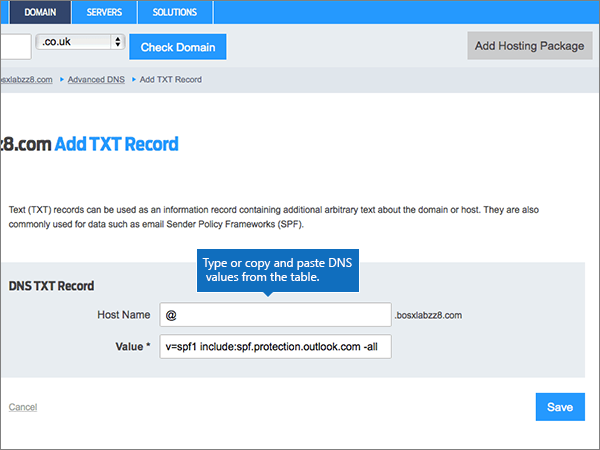 DOMAIN SERVERS SOLUTIONS
.co.uk Check Domain Add Hosting Package
osxlabzz8.com Advanced DNS Add TXT Record
z8.com Add TXT Record
Text (TXT) records can be used as an information record containing additional arbitrary text about the domain or host. They are also
commonly used for data such as email Sender Policy Frameworks (SPF).
Type or copy and paste DNS
values from the table.
DNS TXT Record
Host Name @ .bosxlabzz8.com
Value * v=spf1 include:spf.protection.outlook.com -all
Cancel Save